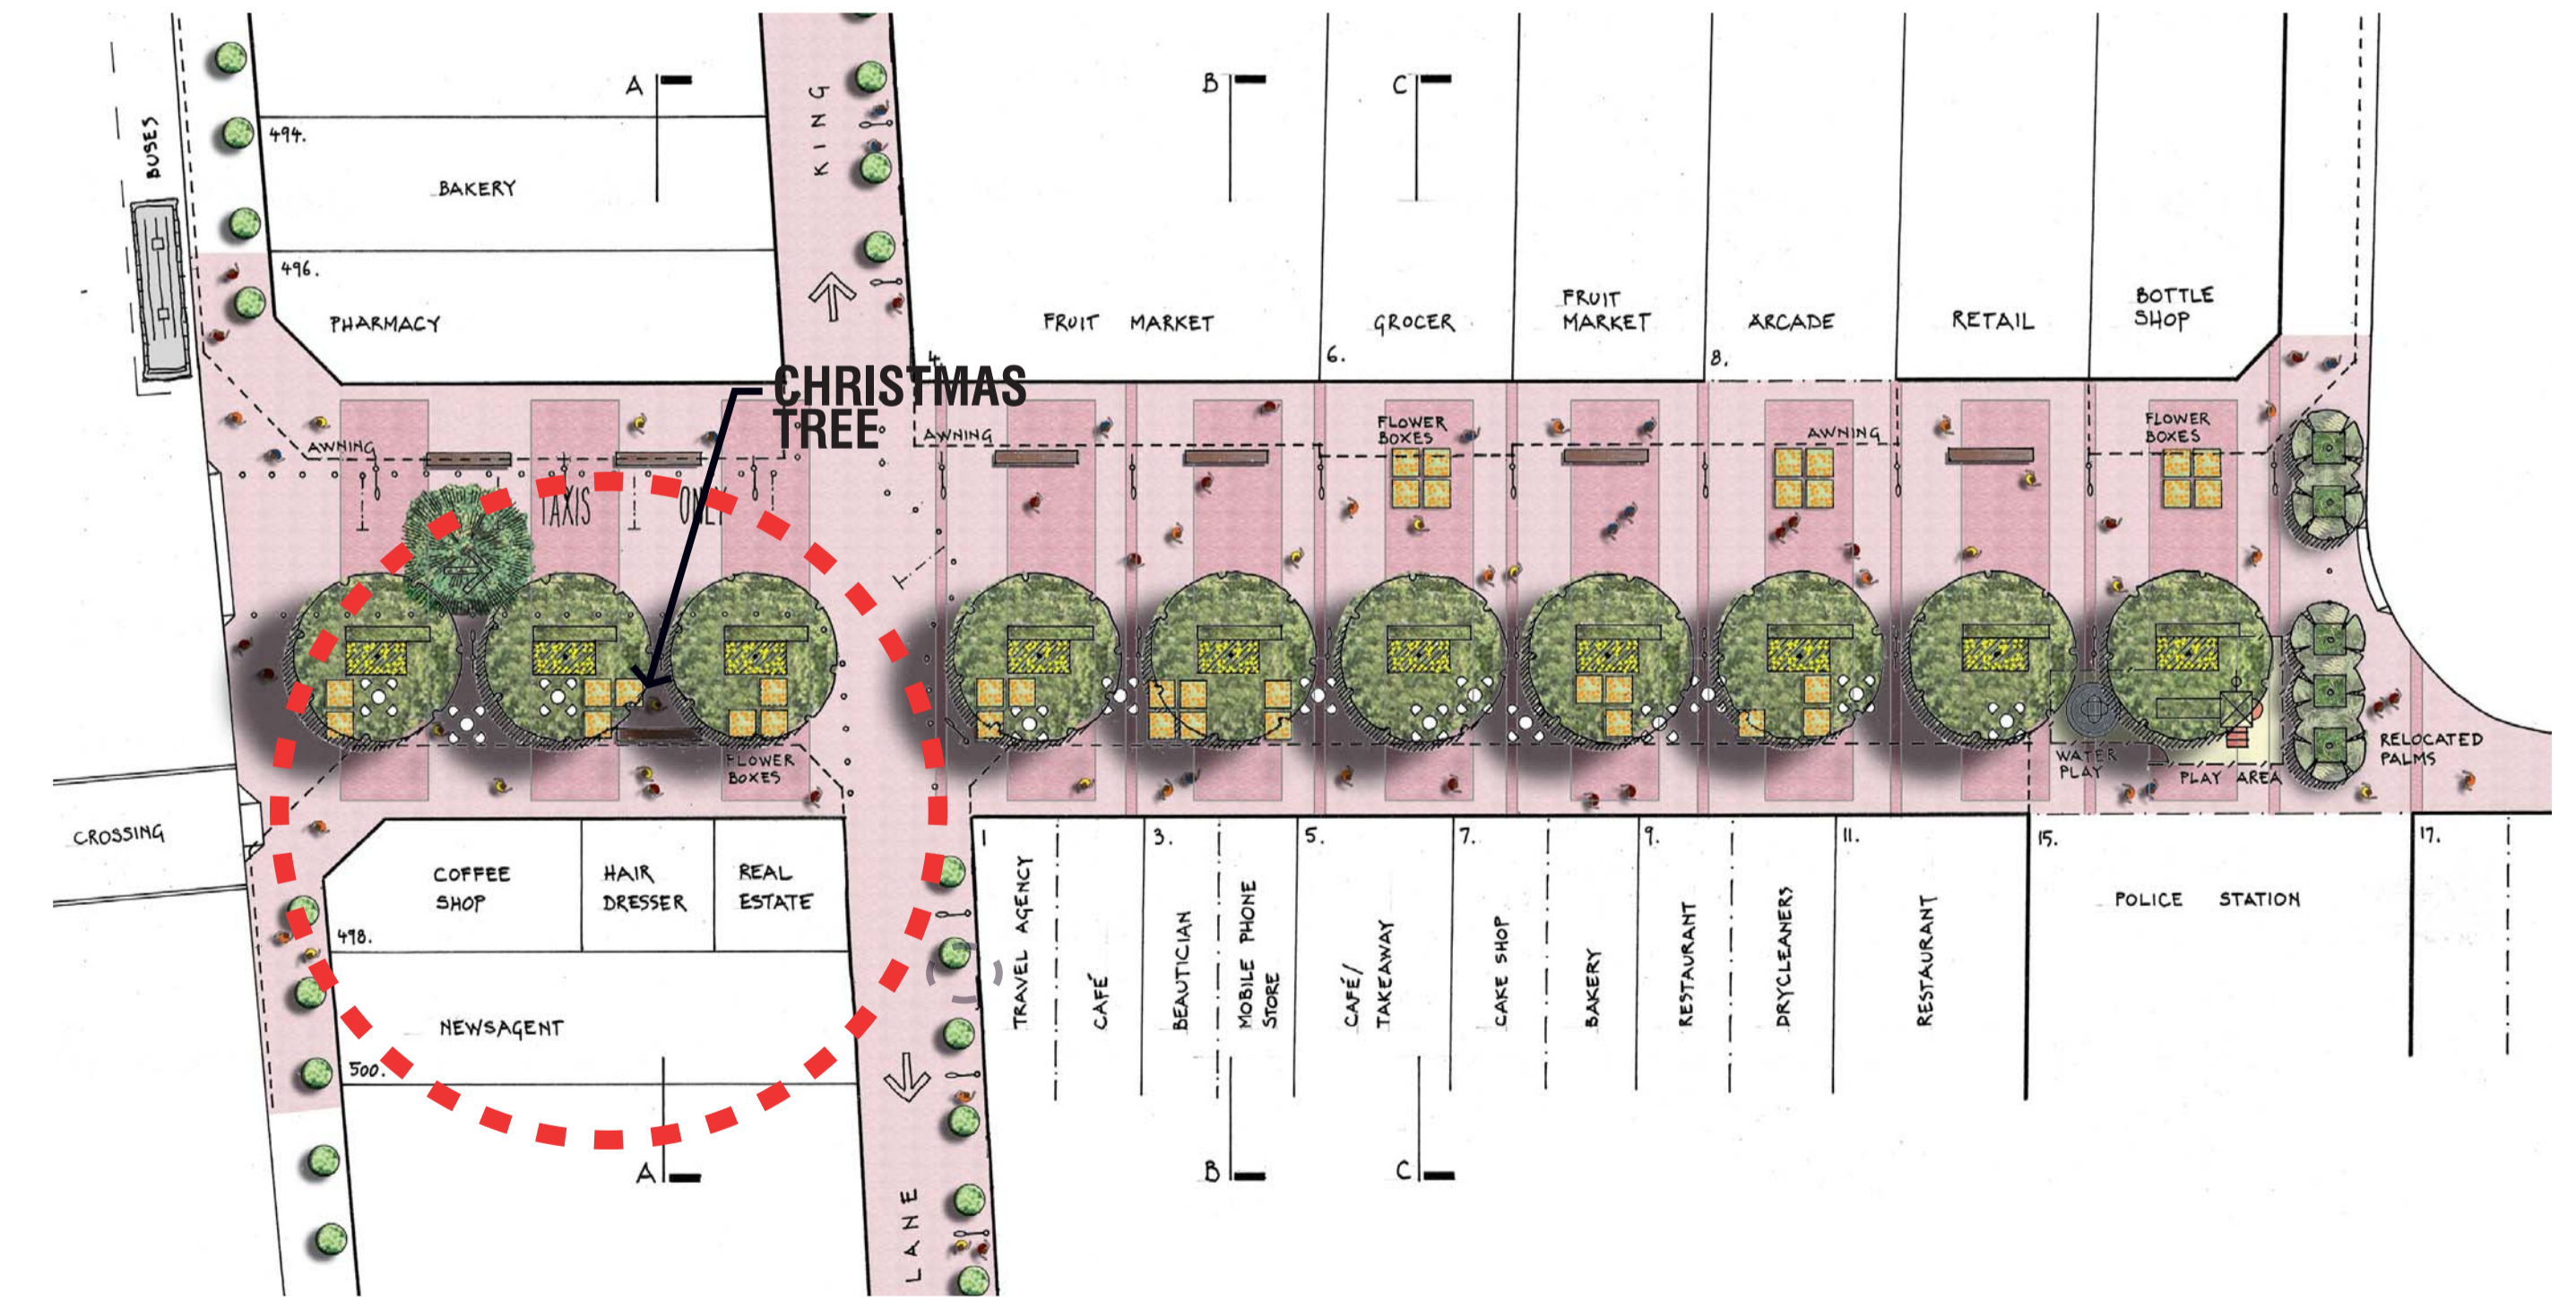 A
B
C
KING
BUSES
494.
BAKERY
496.
PHARMACY
FRUIT MARKET
GROCER
FRUIT
MARKET
ARCADE
RETAIL
BOTTLE
SHOP
4.
6.
8.
CHRISTMAS
TREE
AWNING
AWNING
FLOWER
BOXES
AWNING
FLOWER
BOXES
TAXIS ONLY
FLOWER
BOXES
WATER
PLAY
PLAY AREA
RELOCATED
PALMS
CROSSING
COFFEE
SHOP
HAIR
DRESSER
REAL
ESTATE
498.
NEWSAGENT
500.
1
TRAVEL AGENCY
CAFÉ
3.
BEAUTICIAN
MOBILE PHONE
STORE
5.
CAFÉ/
TAKEAWAY
7.
CAKE SHOP
BAKERY
9.
RESTAURANT
DRYCLEANERS
11.
RESTAURANT
15.
POLICE STATION
17.
A
B
C
LANE